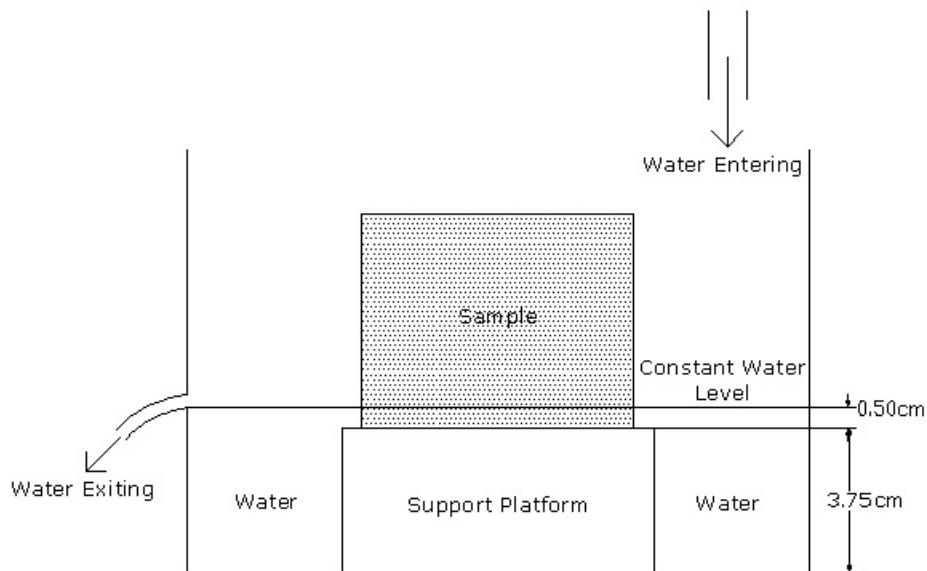 Water Entering
Sample
Constant Water
Level
0.50cm
Water Exiting
Water
Support Platform
Water
3.75cm